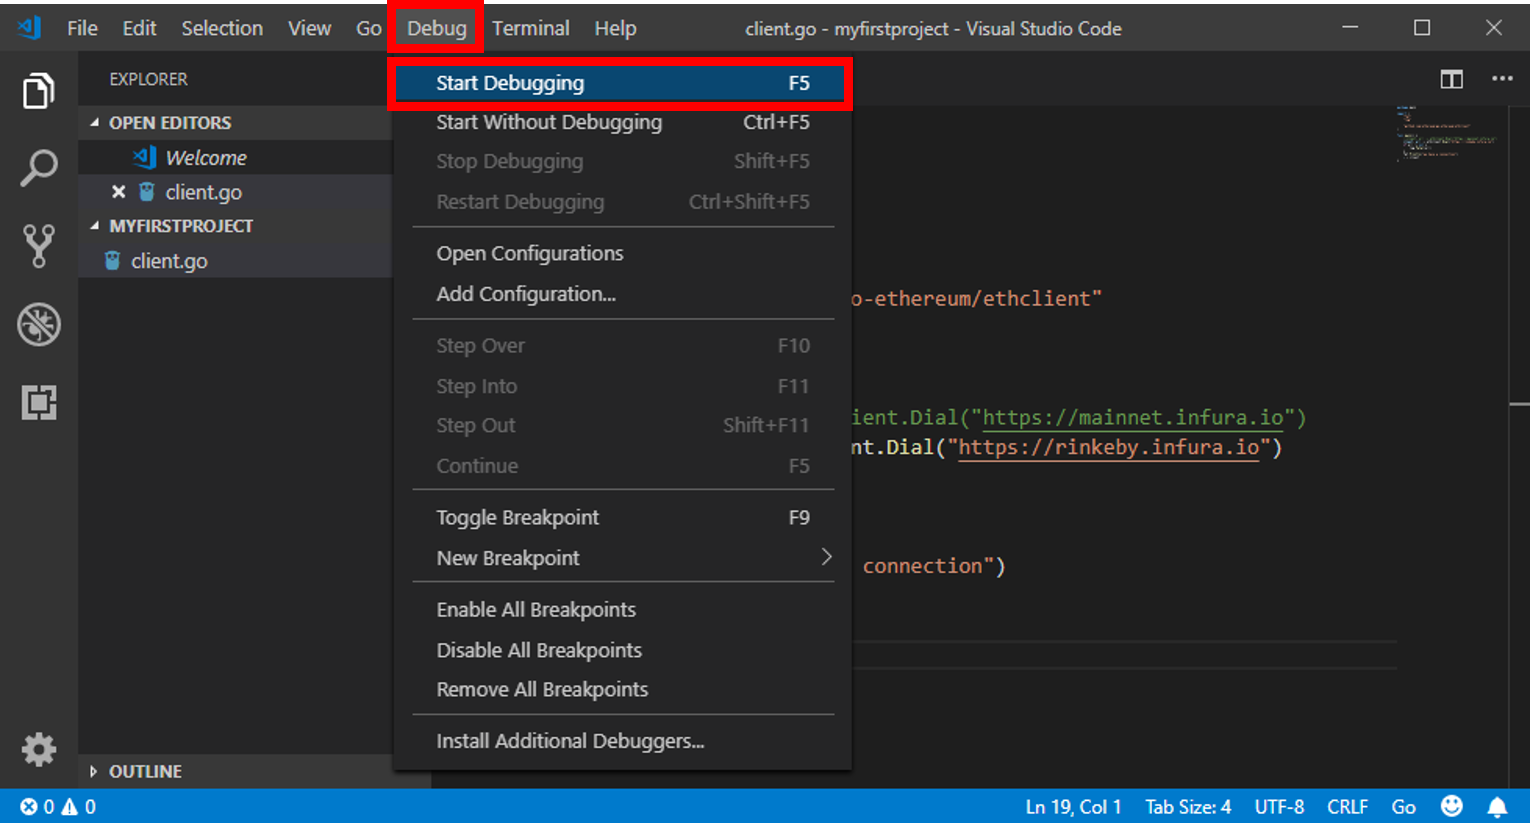 File Edit Selection View Go Debug Terminal Help client.go - myfirstproject - Visual Studio Code
EXPLORER
OPEN EDITORS
Welcome
client.go
MYFIRSTPROJECT
client.go
OUTLINE
Start Debugging F5
Start Without Debugging Ctrl+F5
Stop Debugging Shift+F5
Restart Debugging Ctrl+Shift+F5
Open Configurations
Add Configuration...
Step Over F10
Step Into F11
Step Out Shift+F11
Continue F5
Toggle Breakpoint F9
New Breakpoint
Enable All Breakpoints
Disable All Breakpoints
Remove All Breakpoints
Install Additional Debuggers...
o-ethereum/ethclient"
ient.Dial("https://mainnet.infura.io")
nt.Dial("https://rinkeby.infura.io")
connection")
0 0 Ln 19, Col 1 Tab Size: 4 UTF-8 CRLF Go